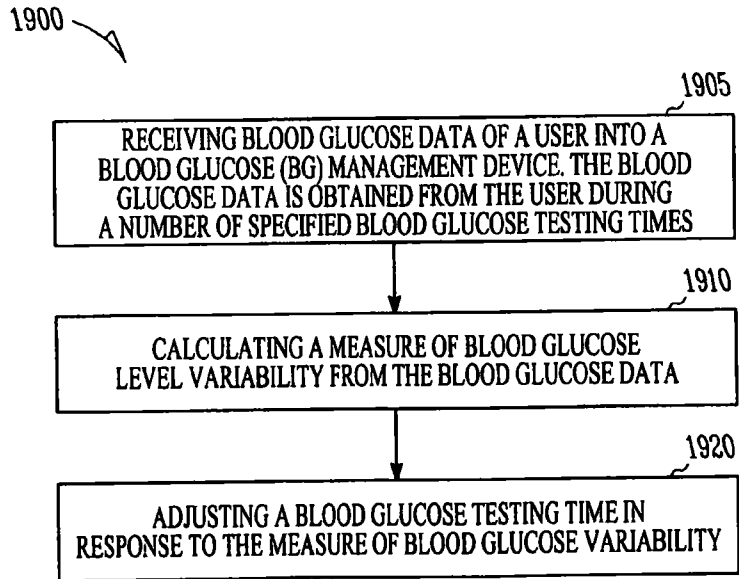 1900
1905
RECEIVING BLOOD GLUCOSE DATA OF A USER INTO A
BLOOD GLUCOSE (BG) MANAGEMENT DEVICE. THE BLOOD
GLUCOSE DATA IS OBTAINED FROM THE USER DURING
A NUMBER OF SPECIFIED BLOOD GLUCOSE TESTING TIMES
1910
CALCULATING A MEASURE OF BLOOD GLUCOSE
LEVEL VARIABILITY FROM THE BLOOD GLUCOSE DATA
1920
ADJUSTING A BLOOD GLUCOSE TESTING TIME IN
RESPONSE TO THE MEASURE OF BLOOD GLUCOSE VARIABILITY